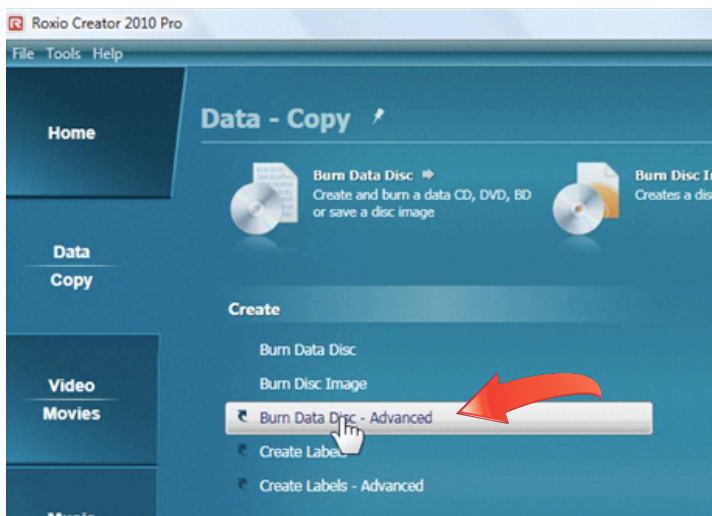 Roxio Creator 2010 Pro
File Tools Help
Home
Data - Copy
Burn Data Disc
Create and burn a data CD, DVD, BD
or save a disc image
Burn Disc
Creates a
Data
Copy
Create
Burn Data Disc
Burn Disc Image
Video
Movies
Burn Data Disc - Advanced
Create Labels
Create Labels - Advanced